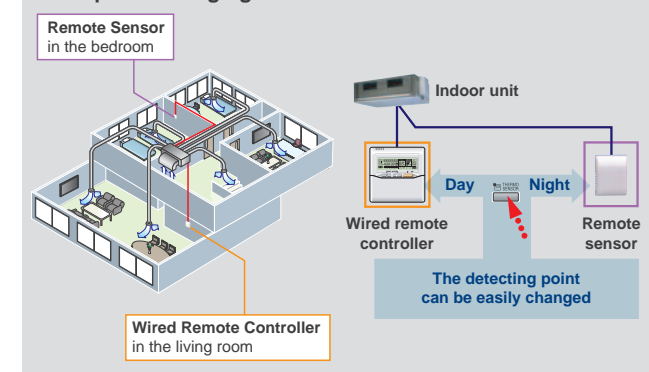 Remote Sensor
in the bedroom
Indoor unit
Day
THERMO
SENSOR
Night
Wired remote
controller
Remote
sensor
The detecting point
can be easily changed
Wired Remote Controller
in the living room